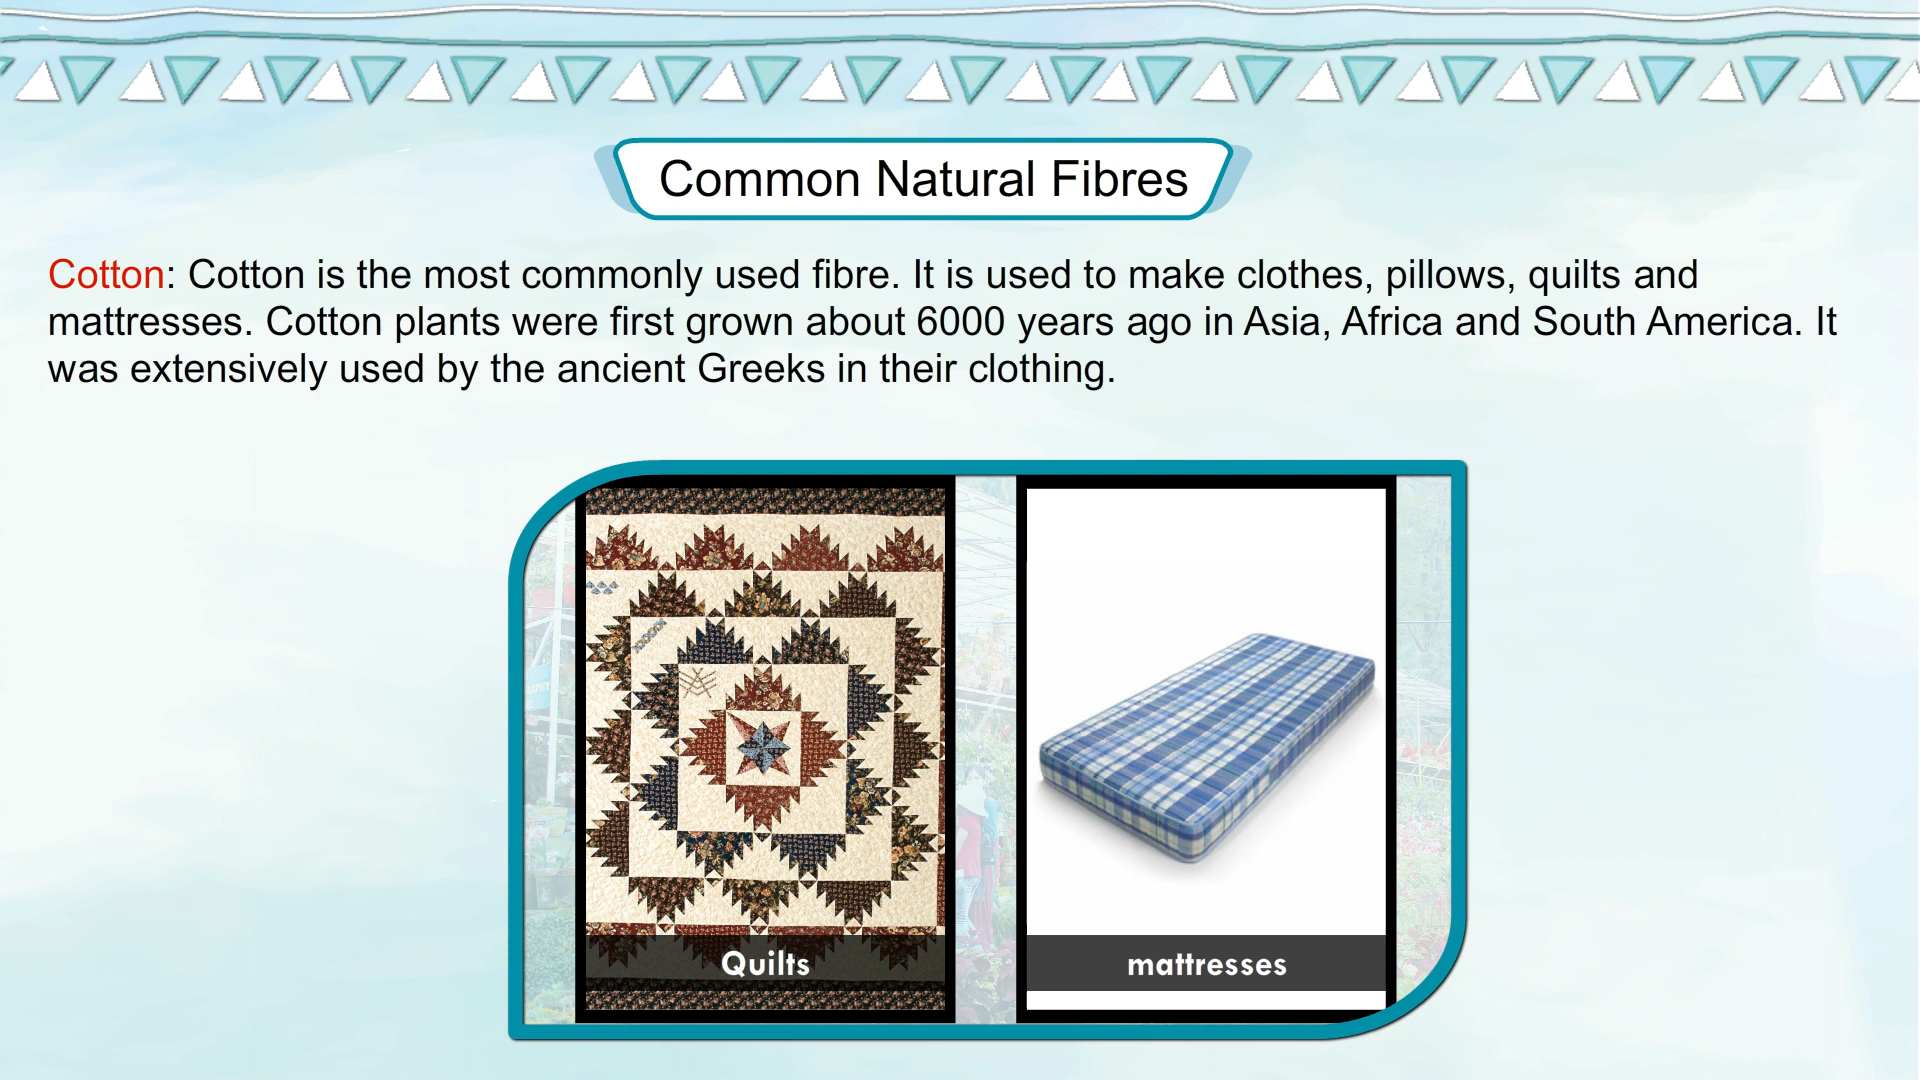 Common Natural Fibres
Cotton: Cotton is the most commonly used fibre. It is used to make clothes, pillows, quilts and
mattresses. Cotton plants were first grown about 6000 years ago in Asia, Africa and South America. It
was extensively used by the ancient Greeks in their clothing.
Quilts
mattresses